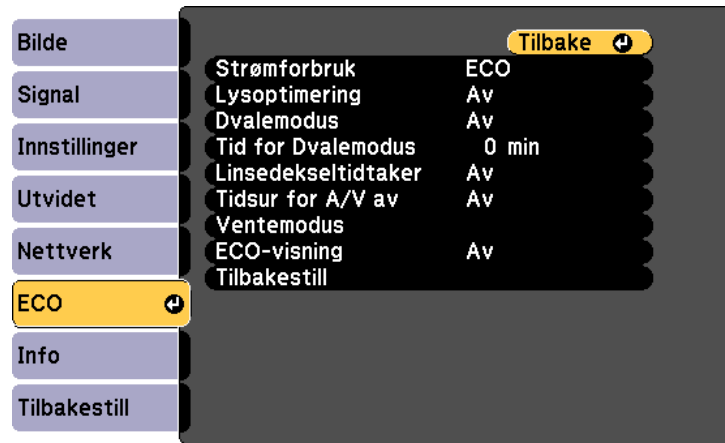 Bilde
Signal
Innstillinger
Utvidet
Nettverk
ECO
Info
Tilbakestill
Tilbake
Strømforbruk ECO
Lysoptimering Av
Dvalemodus Av
Tid for Dvalemodus 0 min
Linsedekseltidtaker Av
Tidsur for A/V av Av
Ventemodus
ECO-visning Av
Tilbakestill